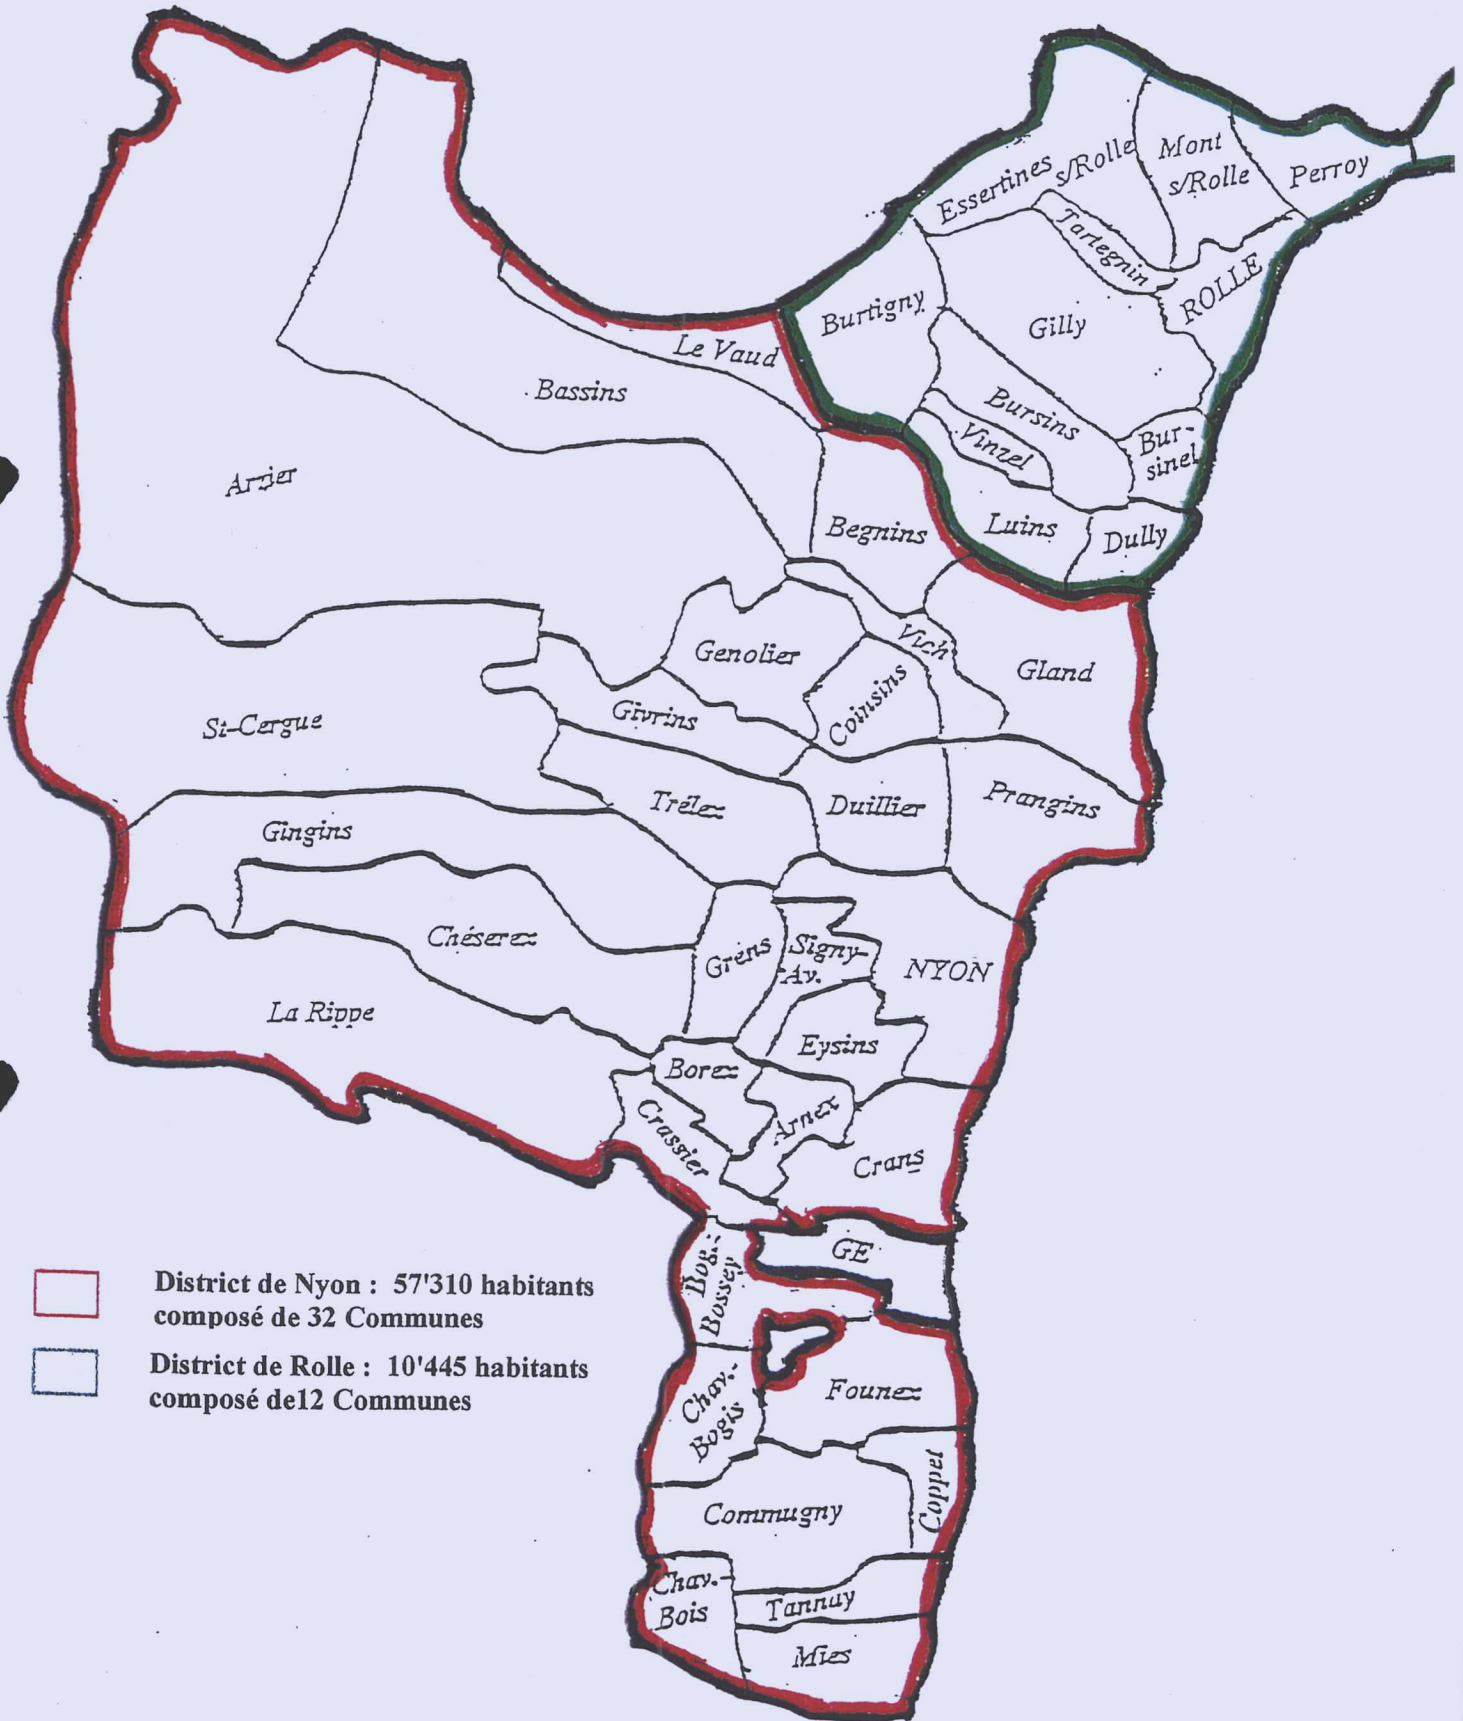 Essertines
s/Rolle
Mont
s/Rolle
Perroy
Tartegnin
ROLLE
Burtigny
Gilly
Le Vaud
Bassins
Bursins
Vinzel
Bur-
sinel
Arzier
Begnins
Luins
Dully
Vich
Genolier
Gland
Coinsins
Givrins
St-Cergue
Trélex
Duillier
Prangins
Gingins
Chéserex
Grens
Signy-
Av.
NYON
La Rippe
Eysins
Borex
Arnex
Crassier
Crans
GE
Bog.-
Bossey
District de Nyon : 57'310 habitants
composé de 32 Communes
District de Rolle : 10'445 habitants
composé de12 Communes
Chav.-
Bogis
Founex
Coppet
Commugny
Chav.-
Bois
Tannay
Mies